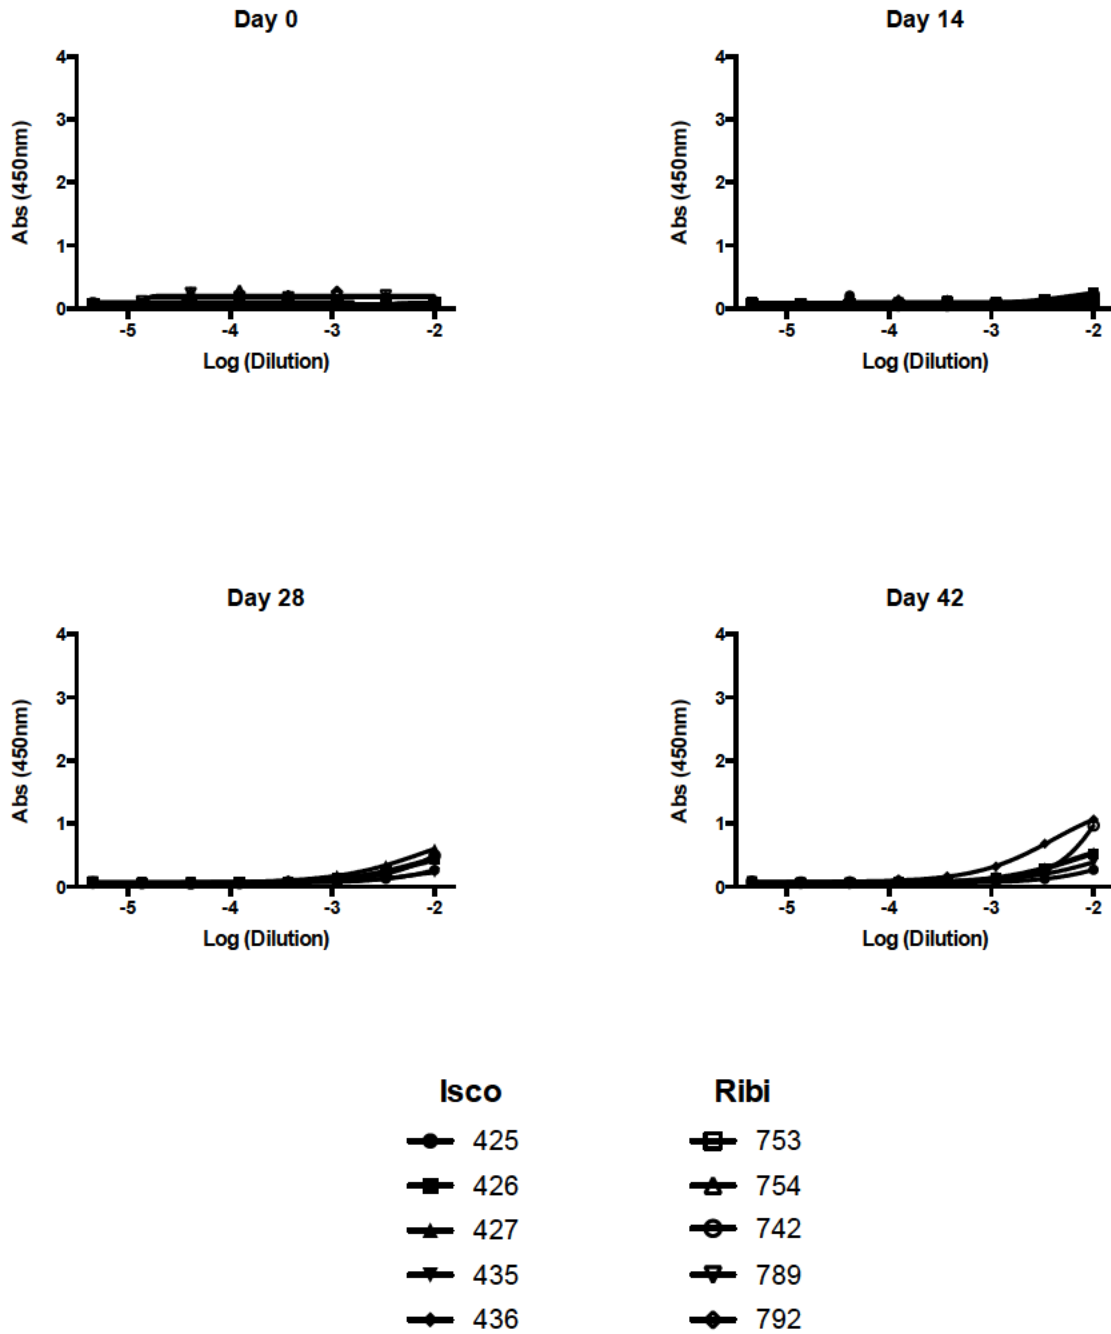 Day 0
4
3
2
1
0
Abs (450nm)
-5 -4 -3 -2
Log (Dilution)
Day 14
4
3
2
1
0
Abs (450nm)
-5 -4 -3 -2
Log (Dilution)
Day 28
4
3
2
1
0
Abs (450nm)
-5 -4 -3 -2
Log (Dilution)
Day 42
4
3
2
1
0
Abs (450nm)
-5 -4 -3 -2
Log (Dilution)
Isco
425
426
427
435
436
Ribi
753
754
742
789
792